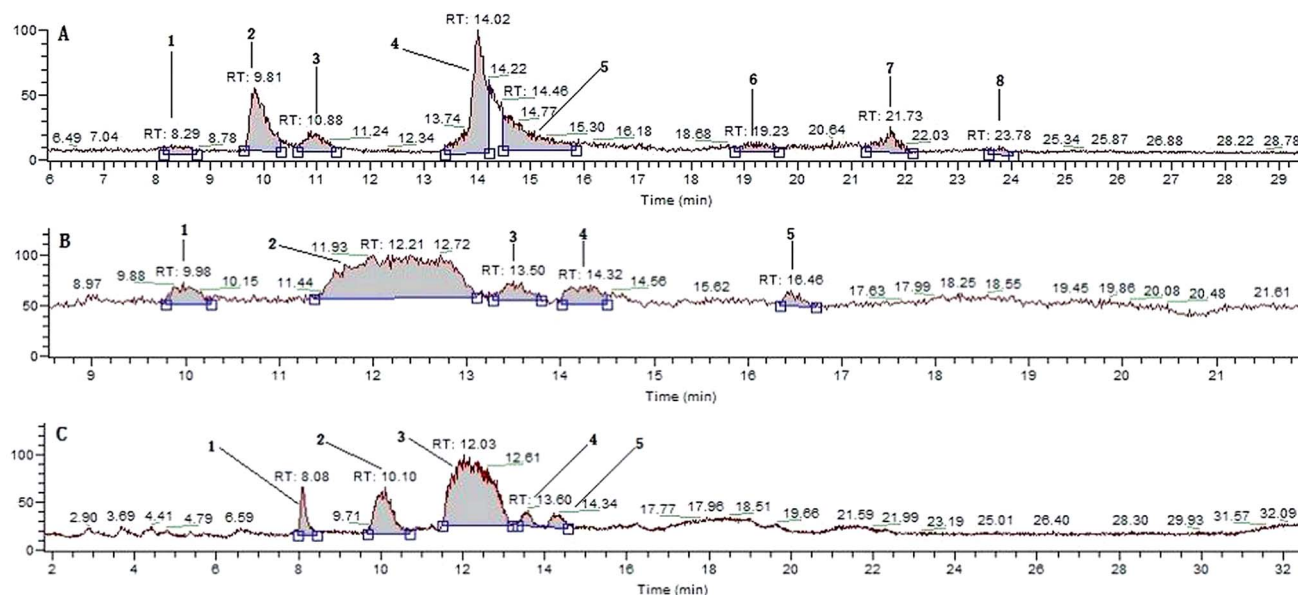 A
100
50
0
1
2
3
4
5
6
7
8
RT: 14.02
RT: 9.81
14.22
RT: 14.46
14.77
RT: 10.88
RT: 21.73
13.74
6.49 7.04 RT: 8.29 8.78 11.24 12.34 15.30 16.18 18.68 RT: 19.23 20.64 22.03 RT: 23.78 25.34 25.87 26.88 28.22 28.78
6 7 8 9 10 11 12 13 14 15 16 17 18 19 20 21 22 23 24 25 26 27 28 29
Time (min)
B
100
50
0
1
2
3
4
5
11.93 RT: 12.21 12.72
8.97 9.88 RT: 9.98 10.15 11.44 RT: 13.50 RT: 14.32 14.56 15.62 RT: 16.46 17.63 17.99 18.25 18.55 19.45 19.86 20.08 20.48 21.61
9 10 11 12 13 14 15 16 17 18 19 20 21
Time (min)
C
100
50
0
1
2
3
4
5
RT: 12.03
12.61
RT: 8.08 RT: 10.10
RT: 13.60
14.34
2.90 3.69 4.41 4.79 6.59 9.71 17.77 17.96 18.51 19.66 21.59 21.99 23.19 25.01 26.40 28.30 29.93 31.57 32.09
2 4 6 8 10 12 14 16 18 20 22 24 26 28 30 32
Time (min)